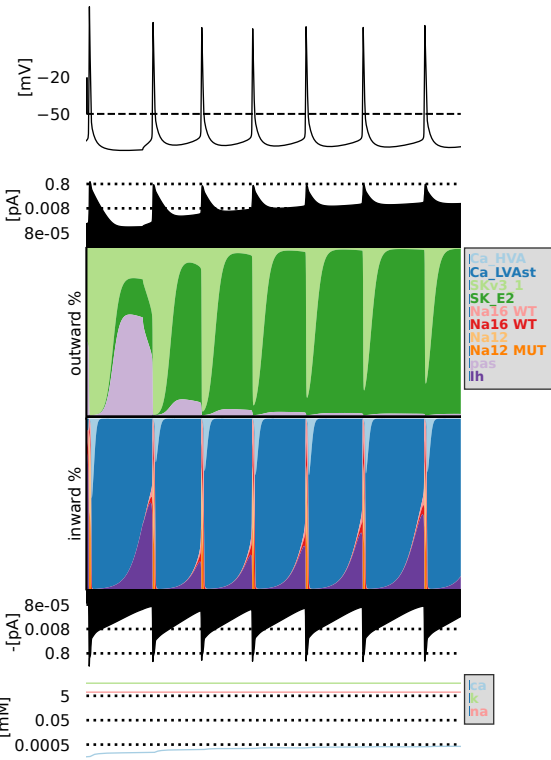 [mV]
−20
−50
[pA]
0.8
0.008
8e-05
outward %
Ca_HVA
Ca_LVAst
SKv3_1
SK_E2
Na16 WT
Na16 WT
Na12
Na12 MUT
pas
Ih
inward %
-[pA]
8e-05
0.008
0.8
[mM]
5
0.05
0.0005
ca
k
na